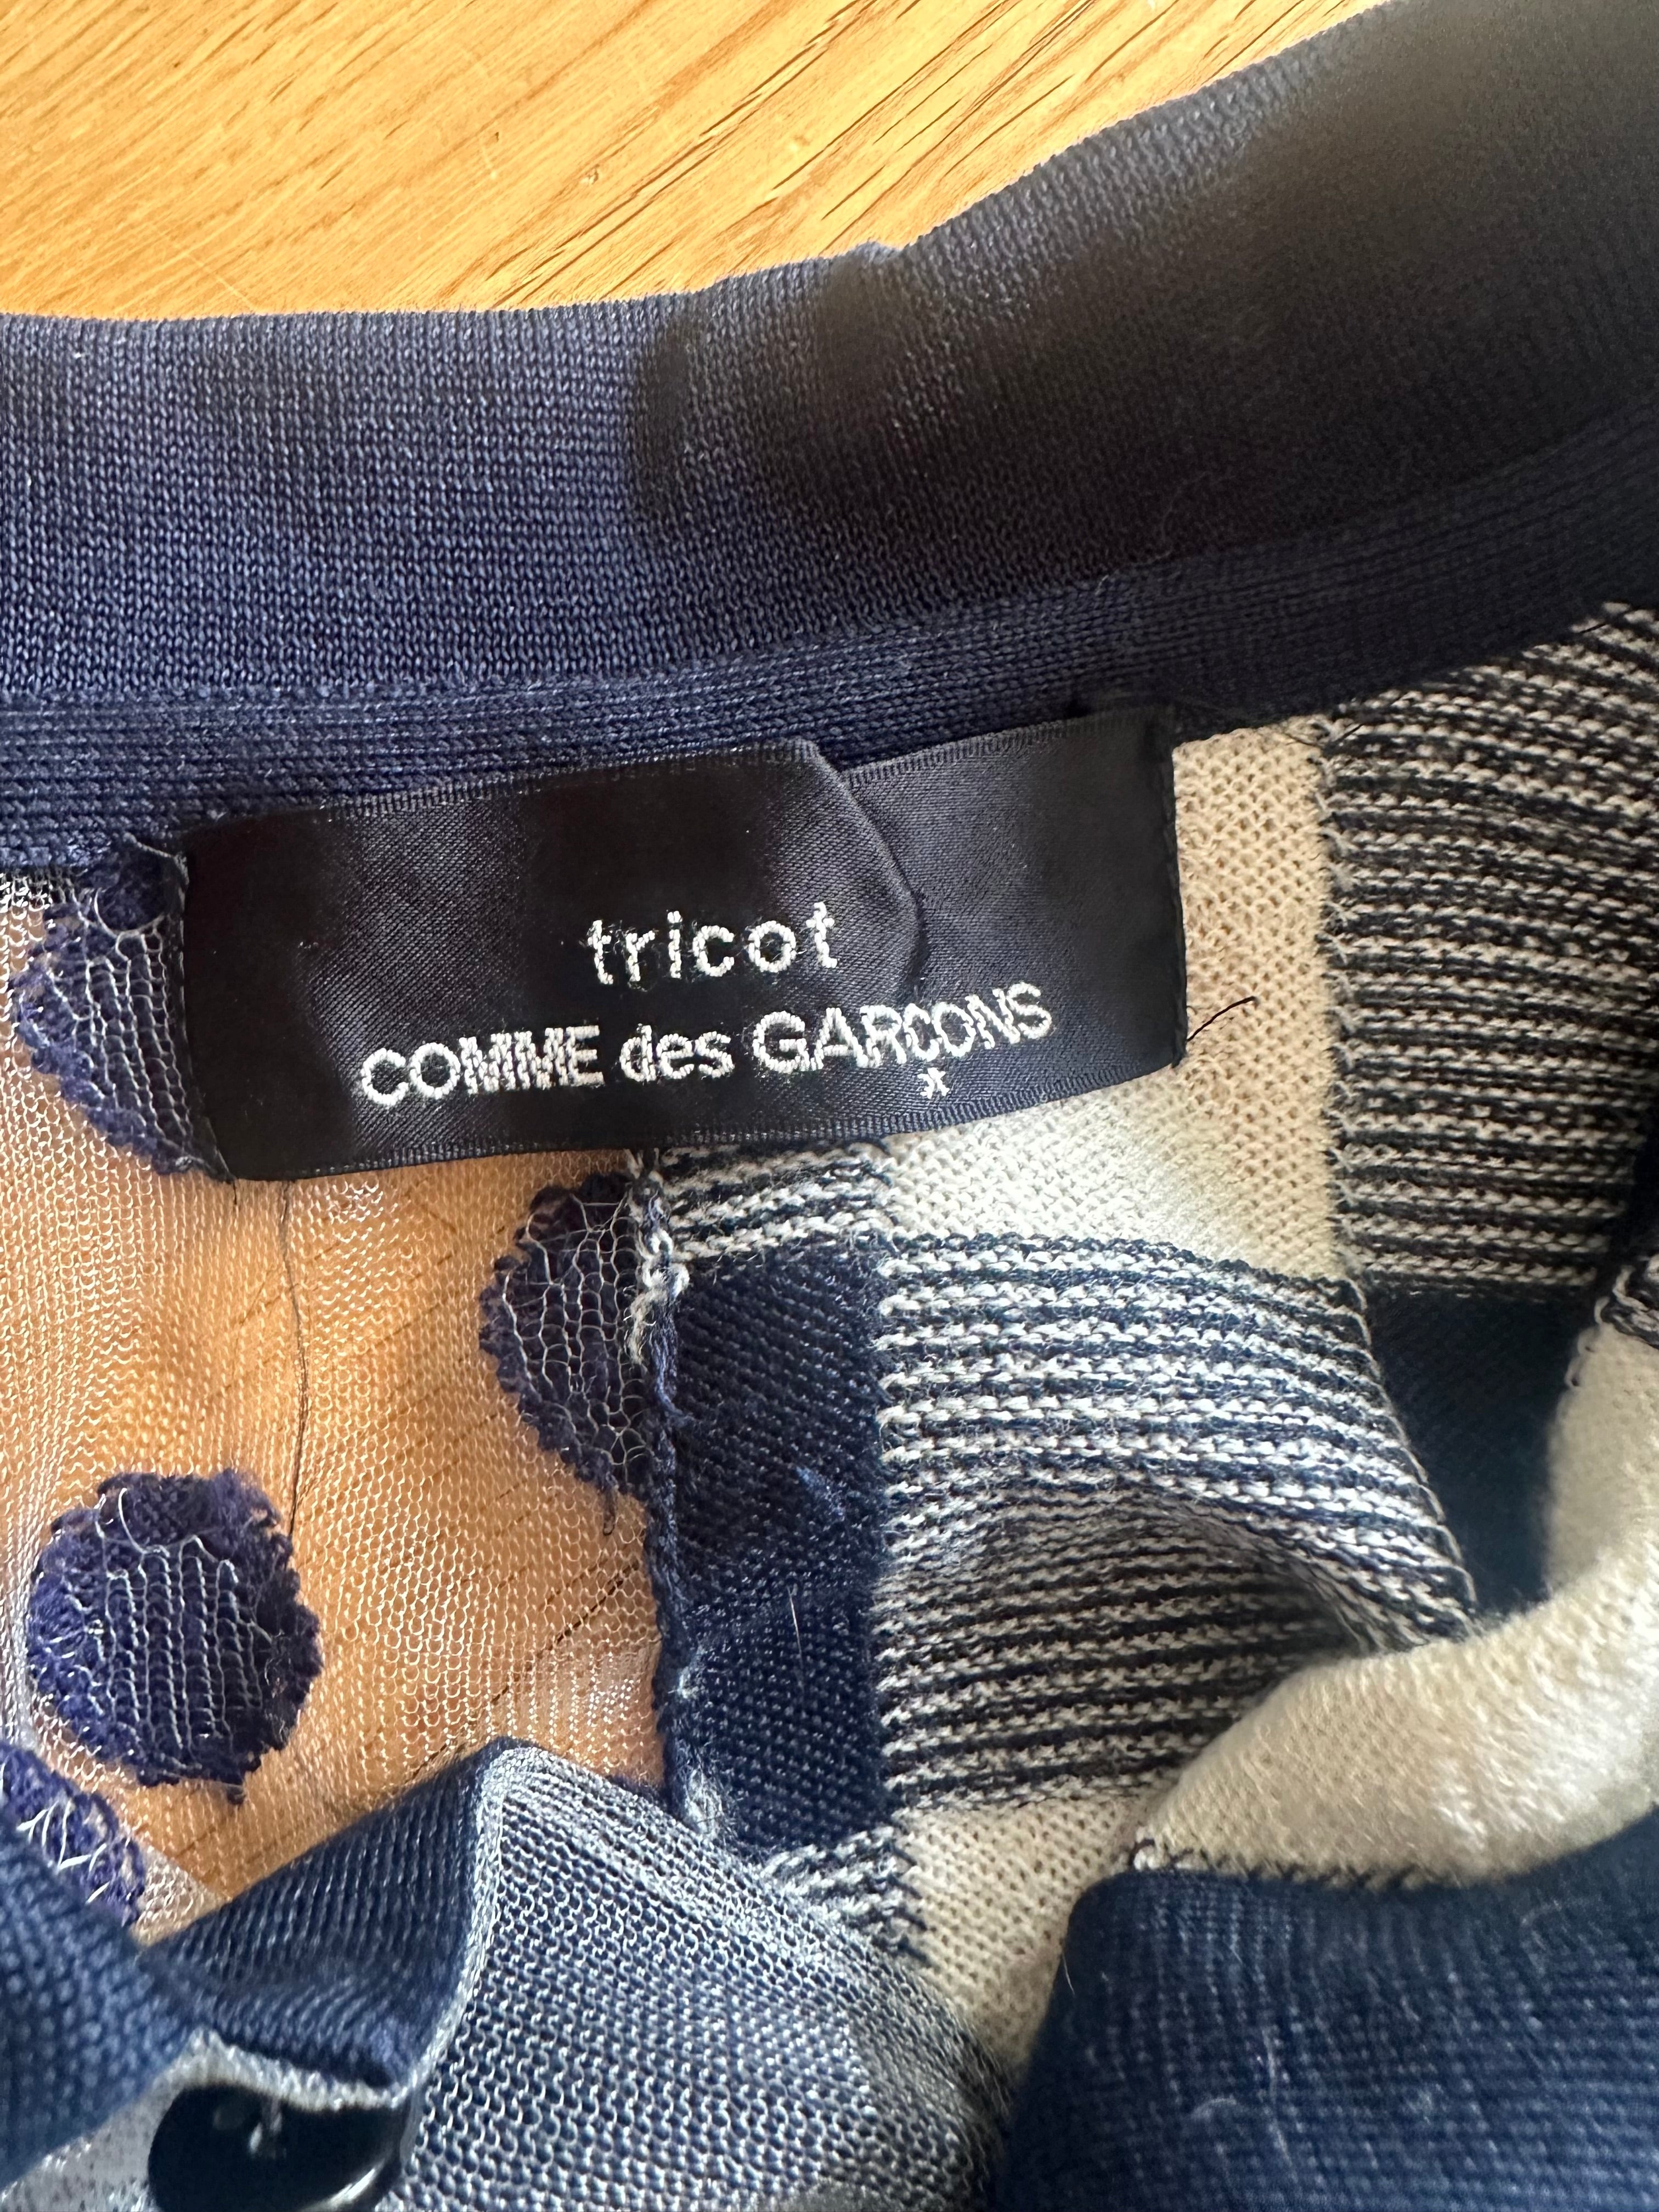 tricot
COMME des GARCONS
*